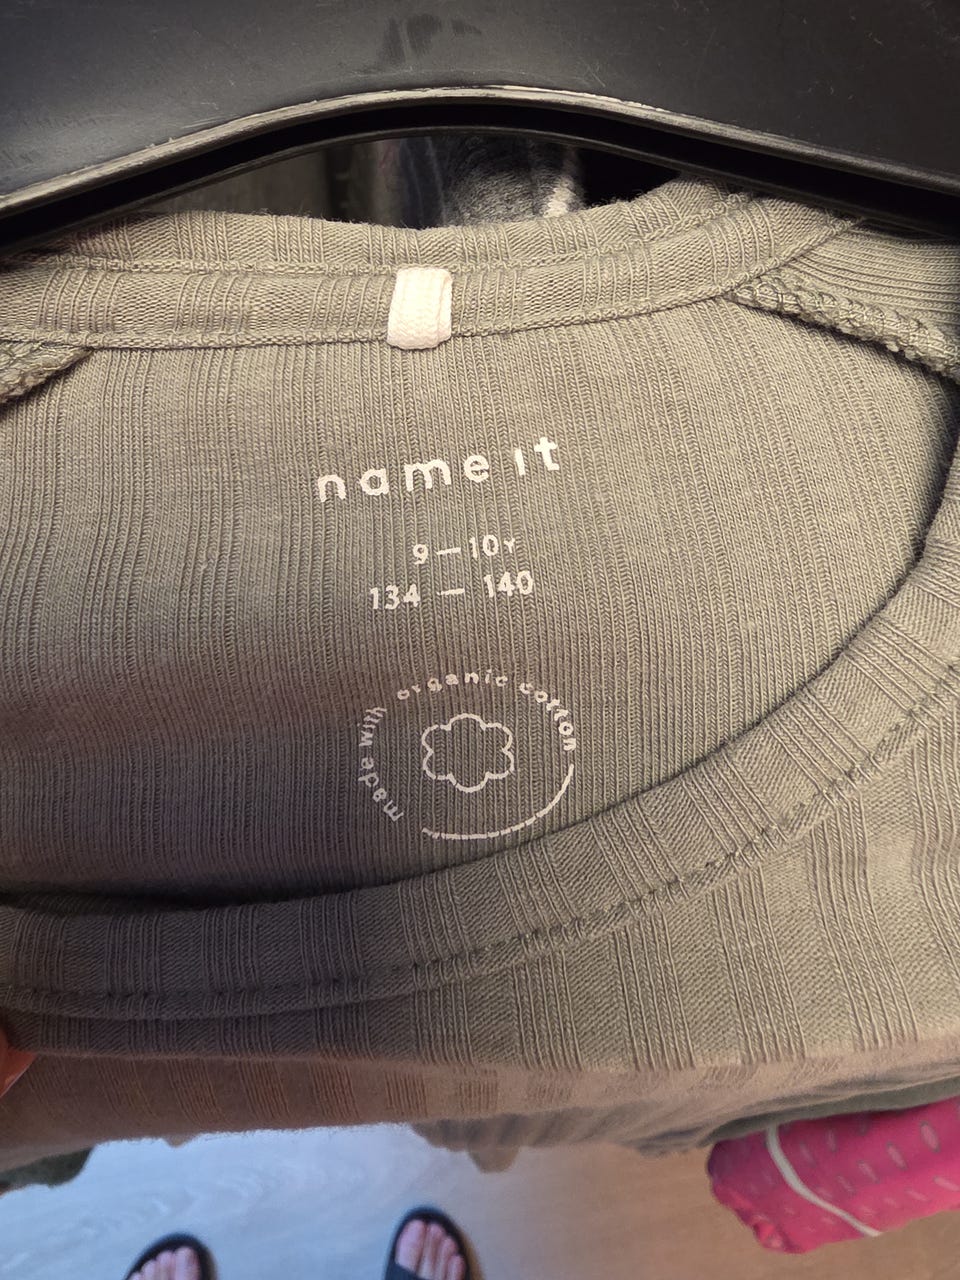 name it
9-10Y
134 - 140
made with organic cotton